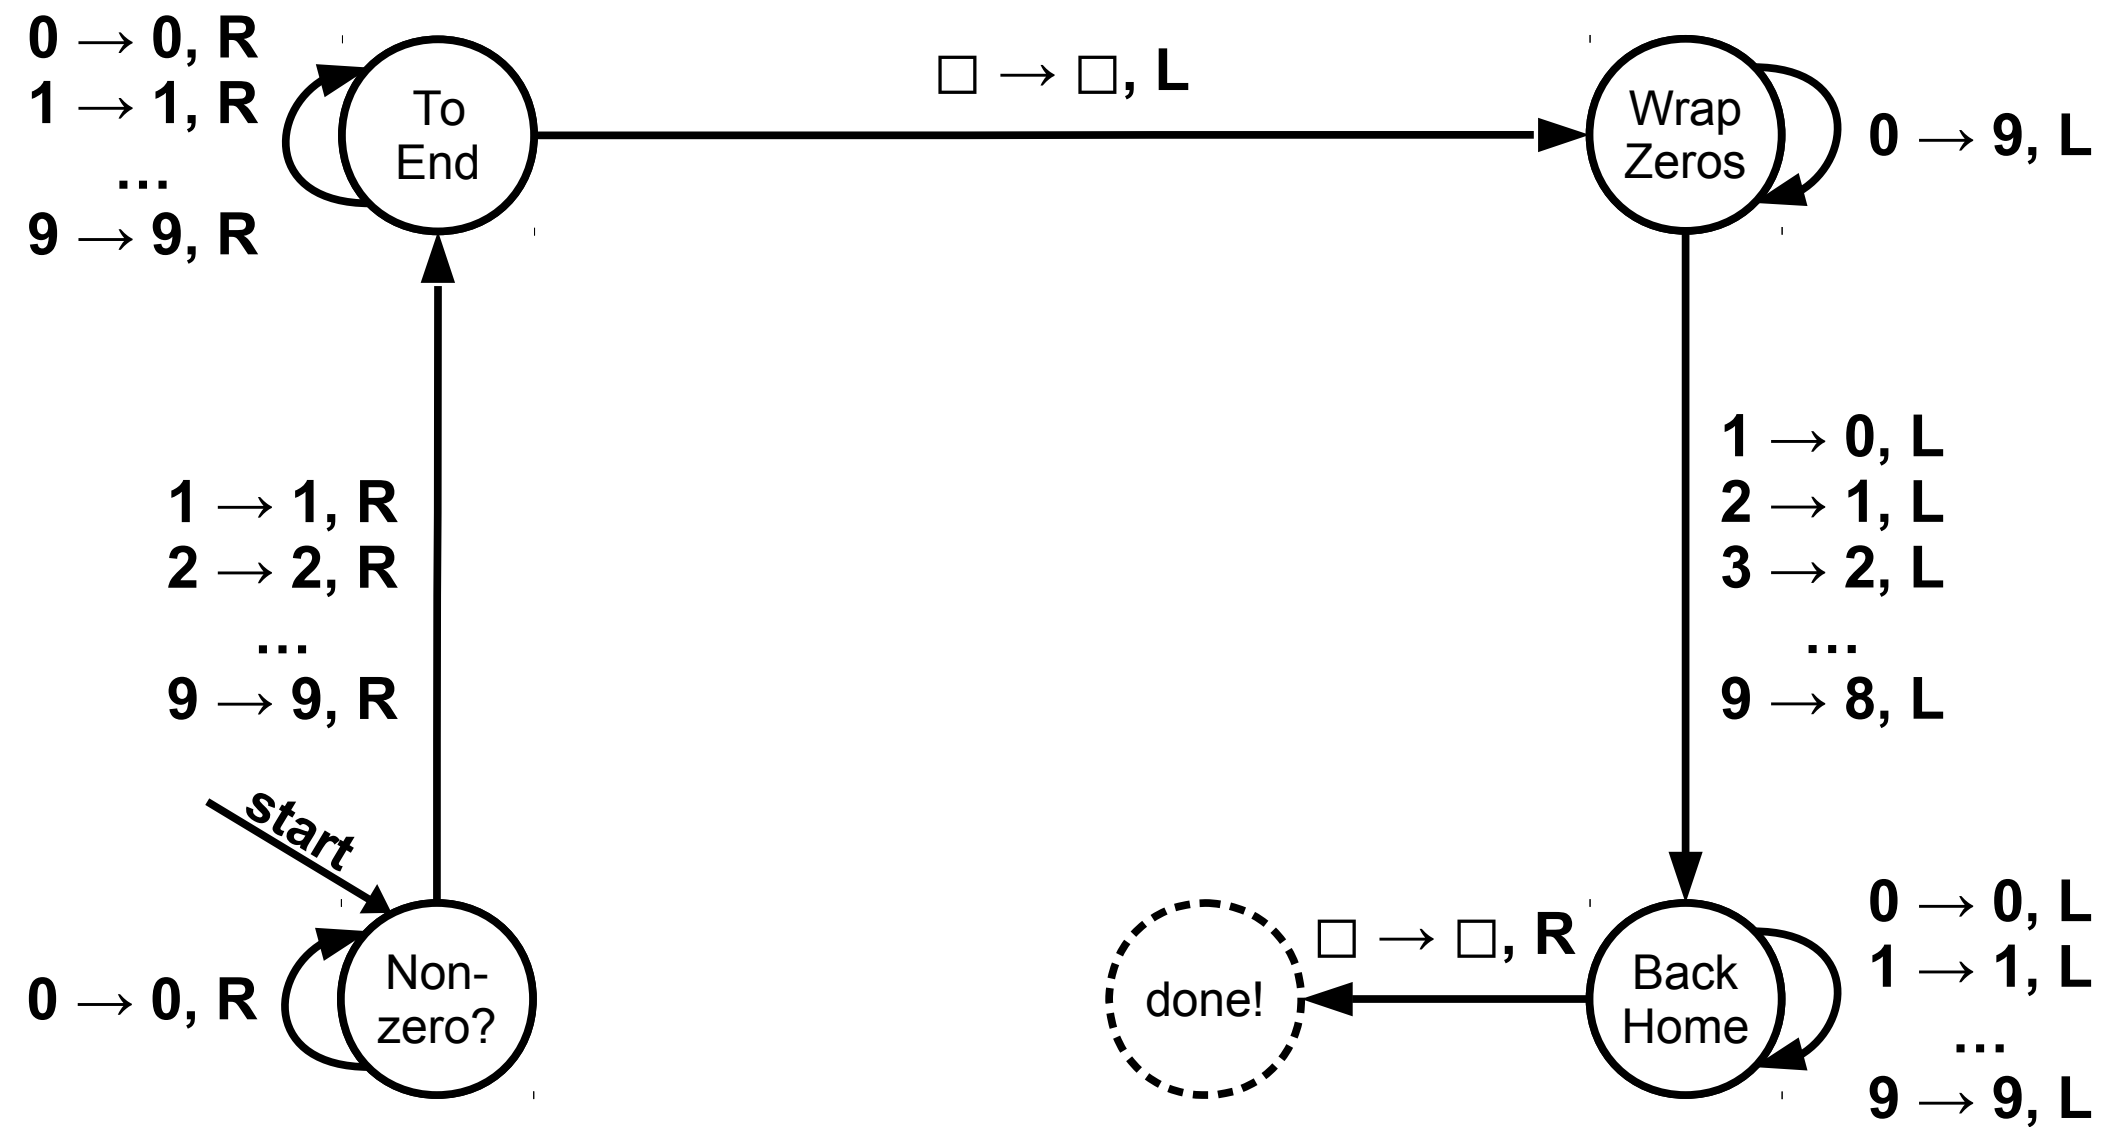 0 → 0, R
1 → 1, R
...
9 → 9, R
To
End
□ → □, L
Wrap
Zeros
0 → 9, L
1 → 1, R
2 → 2, R
...
9 → 9, R
1 → 0, L
2 → 1, L
3 → 2, L
...
9 → 8, L
start
0 → 0, R
Non-
zero?
done!
□ → □, R
Back
Home
0 → 0, L
1 → 1, L
...
9 → 9, L